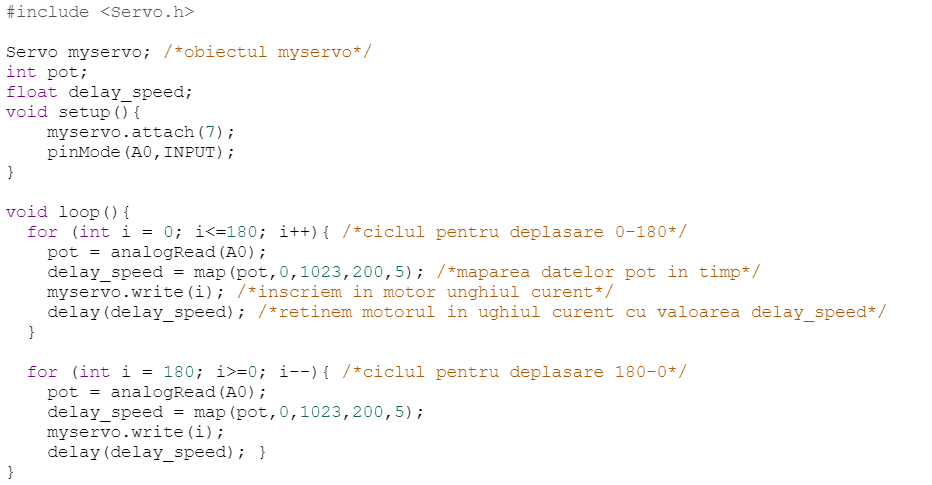 #include <Servo.h>

Servo myservo; /*obiectul myservo*/
int pot;
float delay_speed;
void setup(){
    myservo.attach(7);
    pinMode(A0,INPUT);
}

void loop(){
  for (int i = 0; i<=180; i++){ /*ciclul pentru deplasare 0-180*/
    pot = analogRead(A0);
    delay_speed = map(pot,0,1023,200,5); /*maparea datelor pot in timp*/
    myservo.write(i); /*inscriem in motor unghiul curent*/
    delay(delay_speed); /*retinem motorul in ughiul curent cu valoarea delay_speed*/
  }

  for (int i = 180; i>=0; i--){ /*ciclul pentru deplasare 180-0*/
    pot = analogRead(A0);
    delay_speed = map(pot,0,1023,200,5);
    myservo.write(i);
    delay(delay_speed); }
}